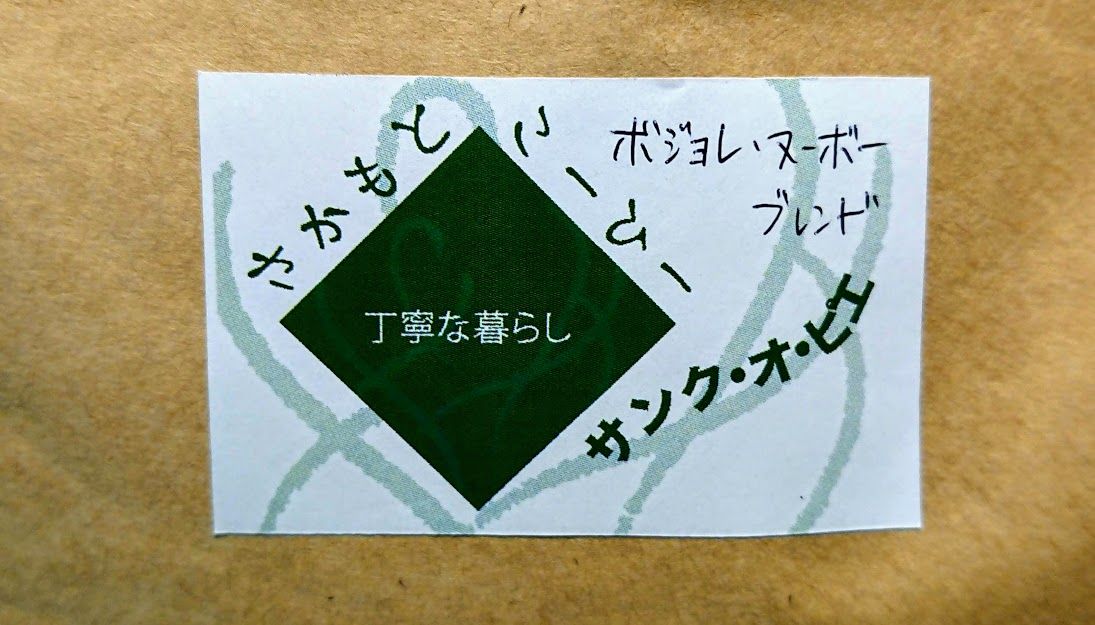 さかもとこーひー
ボジョレ・ヌーボー
ブレンド
丁寧な暮らし
サンク・オ・ピエ